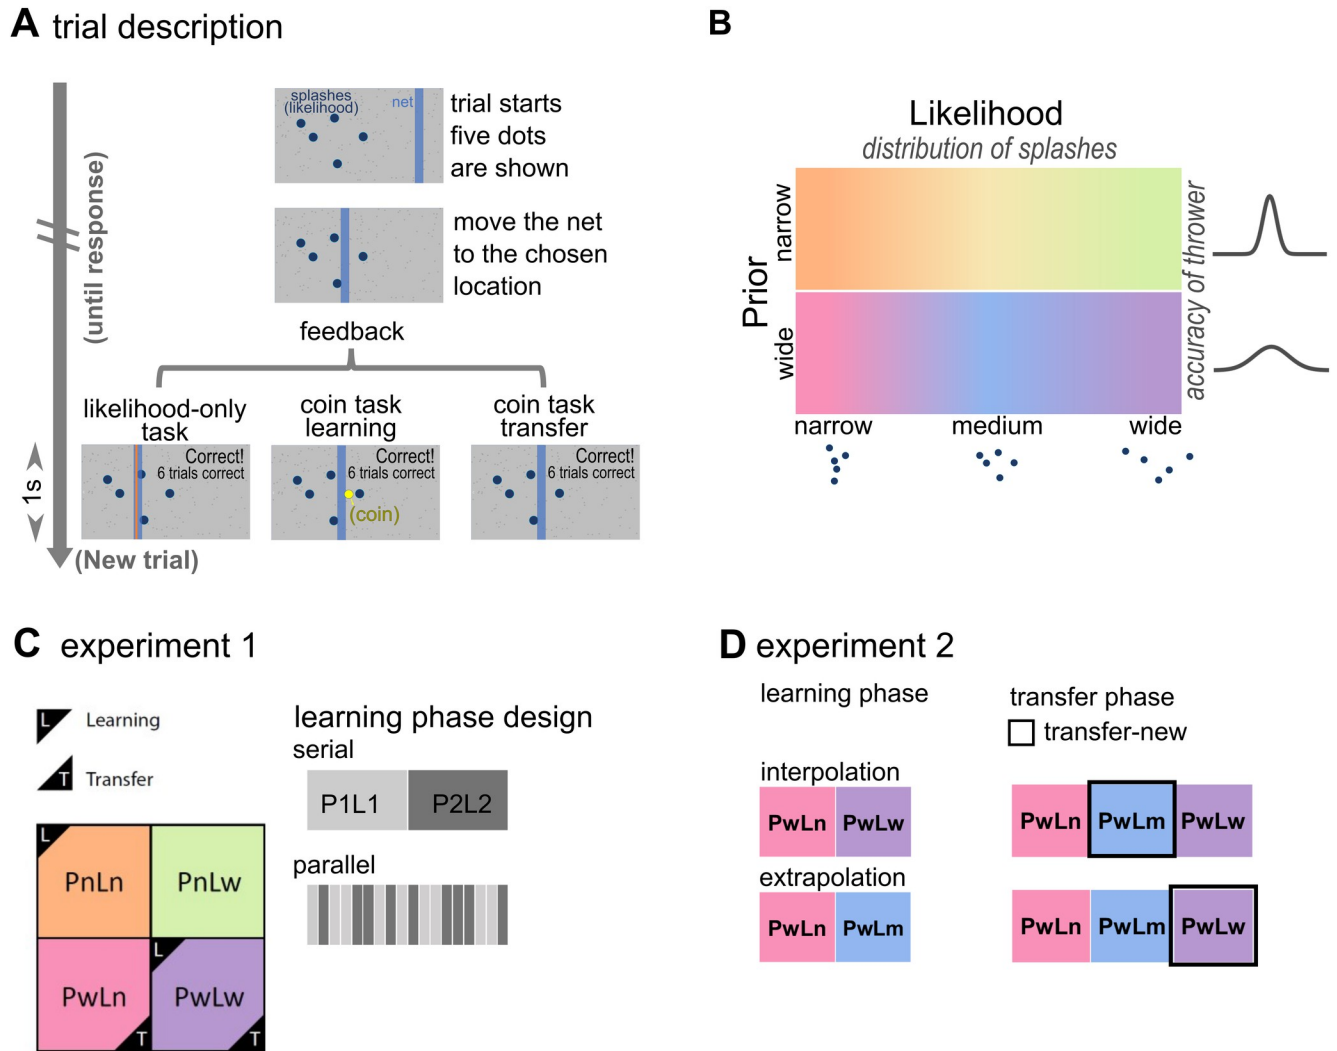 A trial description
splashes
(likelihood)
net
trial starts
five dots
are shown
(until response)
move the net
to the chosen
location
feedback
likelihood-only
task
coin task
learning
coin task
transfer
Correct!
6 trials correct
Correct!
6 trials correct
(coin)
Correct!
6 trials correct
1s
(New trial)
B
Likelihood
distribution of splashes
Prior
narrow
wide
accuracy of thrower
narrow
medium
wide
C experiment 1
L
Learning
T
Transfer
L
PnLn
PnLw
L
PwLn
PwLw
T
T
learning phase design
serial
P1L1
P2L2
parallel
D experiment 2
learning phase
transfer phase
transfer-new
interpolation
PwLn
PwLw
PwLn
PwLm
PwLw
extrapolation
PwLn
PwLm
PwLn
PwLm
PwLw